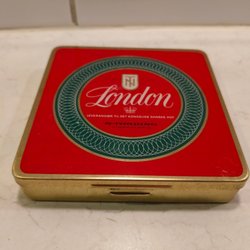 London
LEVERANDØR TIL DET KONGELIGE DANSKE HOF